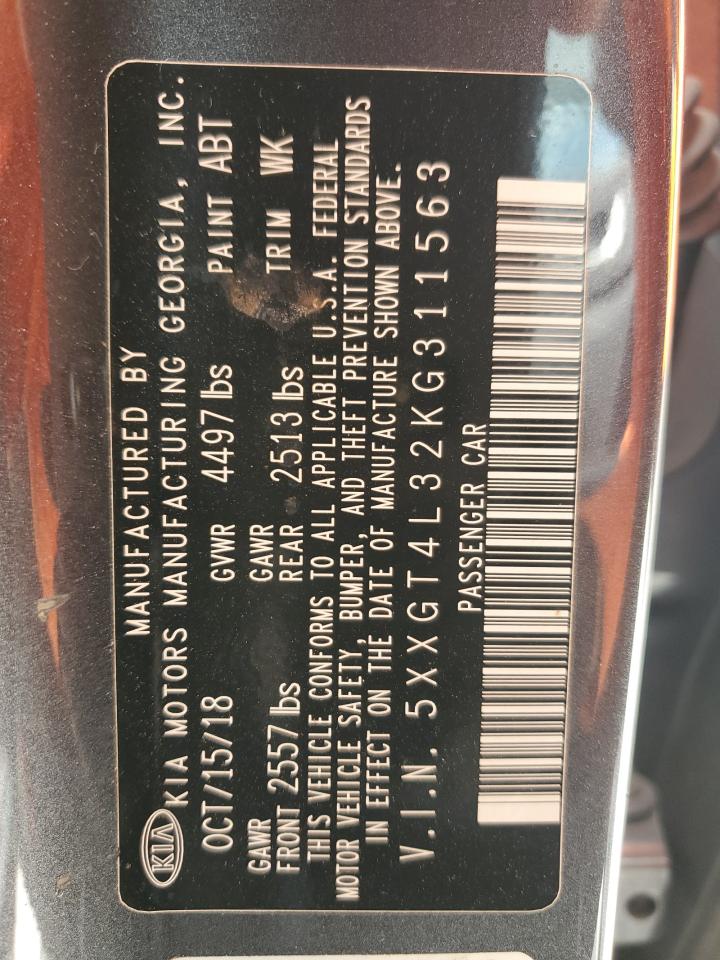 MANUFACTURED BY
KIA KIA MOTORS MANUFACTURING GEORGIA, INC.
OCT/15/18 GVWR 4497 lbs PAINT ABT
GAWR FRONT 2557 lbs GAWR REAR 2513 lbs TRIM WK
THIS VEHICLE CONFORMS TO ALL APPLICABLE U.S.A. FEDERAL
MOTOR VEHICLE SAFETY, BUMPER, AND THEFT PREVENTION STANDARDS
IN EFFECT ON THE DATE OF MANUFACTURE SHOWN ABOVE.
V.I.N. 5XXGT4L32KG311563
PASSENGER CAR